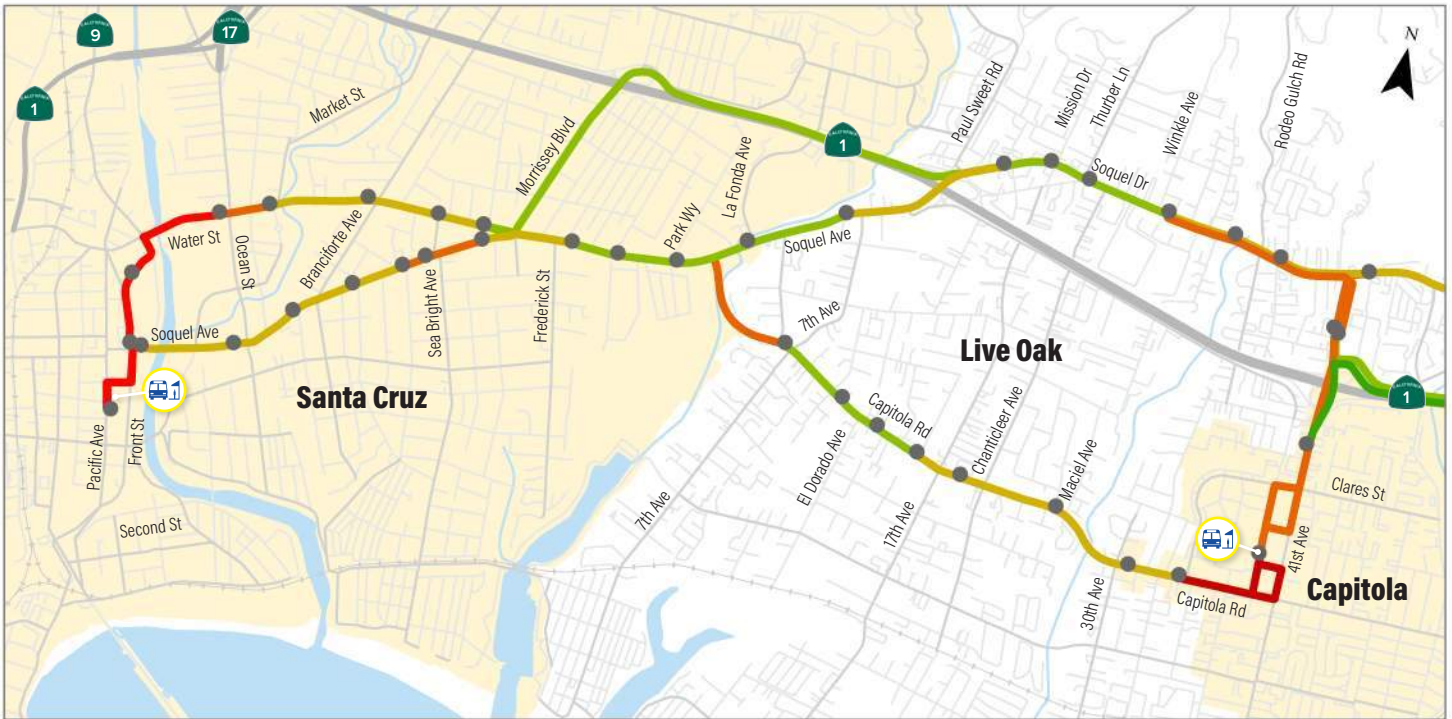 9
17
1
N
Market St
Morrissey Blvd
La Fonda Ave
1
Paul Sweet Rd
Mission Dr
Thurber Ln
Winkle Ave
Rodeo Gulch Rd
Soquel Dr
Water St
Ocean St
Branciforte Ave
Park Wy
Soquel Ave
Soquel Ave
Sea Bright Ave
Frederick St
7th Ave
Live Oak
Santa Cruz
1
Pacific Ave
Front St
Capitola Rd
El Dorado Ave
Chanticleer Ave
Maciel Ave
Clares St
Second St
7th Ave
17th Ave
41st Ave
30th Ave
Capitola Rd
Capitola